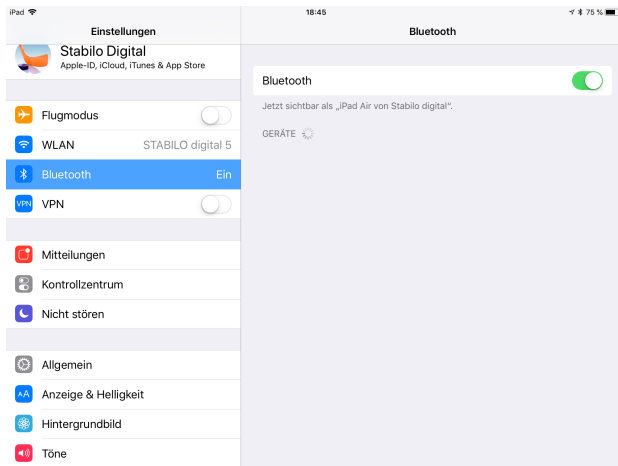 iPad 18:45 75 %
Einstellungen
Bluetooth
Stabilo Digital
Apple-ID, iCloud, iTunes & App Store
Flugmodus
WLAN STABILO digital 5
Bluetooth Ein
VPN VPN
Mitteilungen
Kontrollzentrum
Nicht stören
Allgemein
AA Anzeige & Helligkeit
Hintergrundbild
Töne
Bluetooth
Jetzt sichtbar als „iPad Air von Stabilo digital“.
GERÄTE